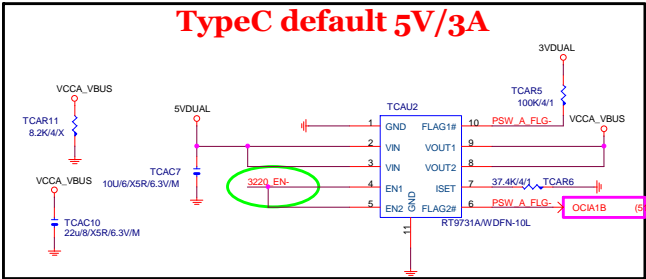 TypeC default 5V/3A
3VDUAL
VCCA_VBUS
TCAR5
100K/4/1
TCAR11
8.2K/4/X
5VDUAL
TCAU2
VCCA_VBUS
1 GND FLAG1# 10 PSW_A_FLG-
2 VIN VOUT1 9
3 VIN VOUT2 8
TCAC7
10U/6/X5R/6.3V/M
VCCA_VBUS
3220_EN-
4 EN1 ISET 7 37.4K/4/1 TCAR6
5 EN2 GND FLAG2# 6 PSW_A_FLG- OCIA1B (5
11
RT9731A/WDFN-10L
TCAC10
22u/8/X5R/6.3V/M